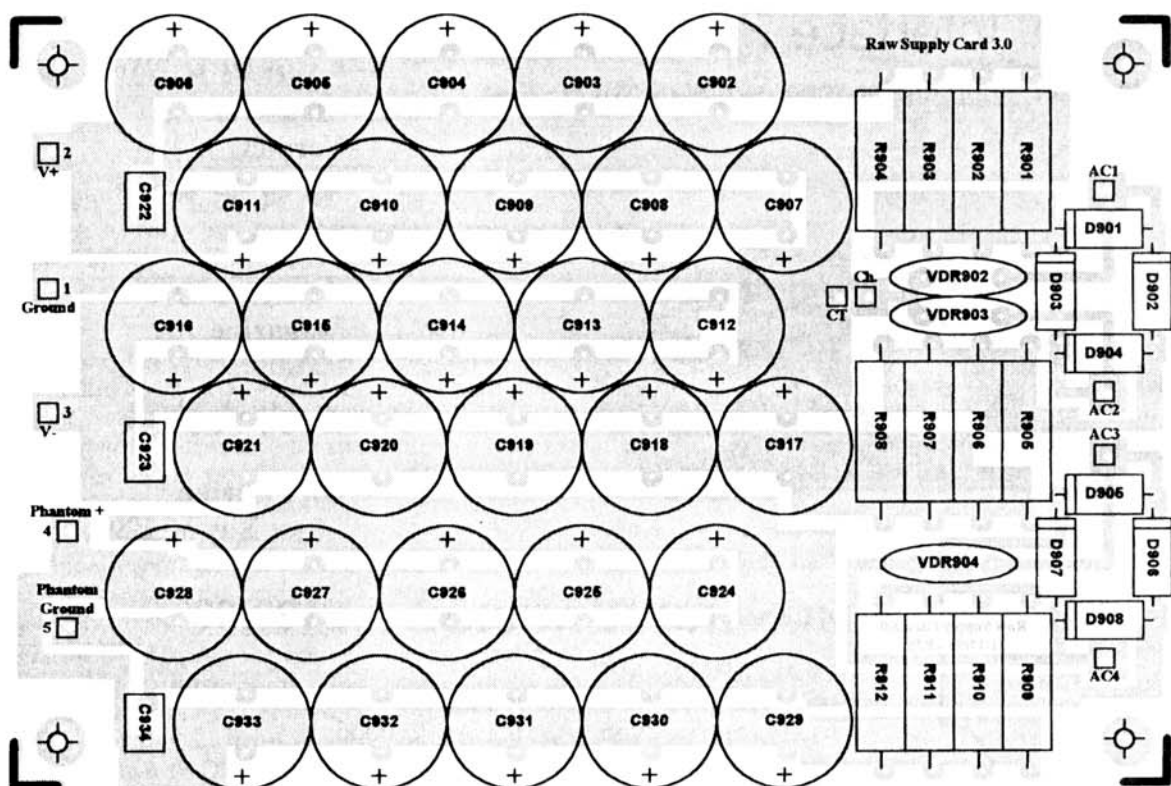 Raw Supply Card 3.0
C906 C905 C904 C903 C902
2
V+
R904 R903 R902 R901
AC1
C922 C911 C910 C909 C908 C907
D901
1
Ground
CT Ch.
VDR902
VDR903
D903 D902
C916 C915 C914 C913 C912
D904
AC2
3
V-
R908 R907 R906 R905
AC3
C923 C921 C920 C919 C918 C917
D905
Phantom +
4
VDR904
D907 D906
C928 C927 C926 C925 C924
Phantom
Ground
5
D908
R912 R911 R910 R909
AC4
C934 C933 C932 C931 C930 C929